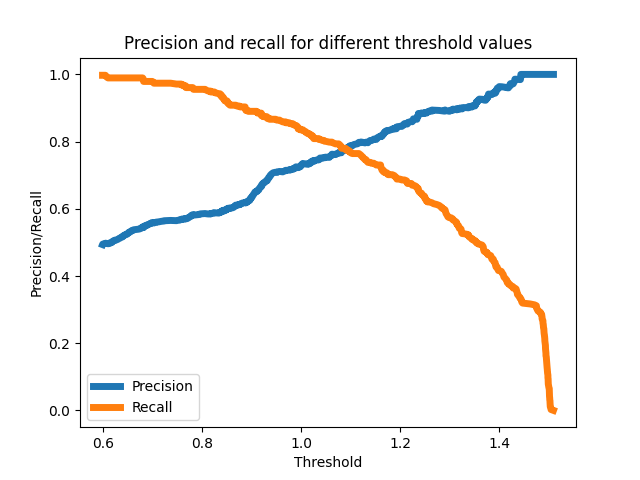 Precision and recall for different threshold values
Precision/Recall
1.0
0.8
0.6
0.4
0.2
0.0
Precision
Recall
0.6 0.8 1.0 1.2 1.4
Threshold